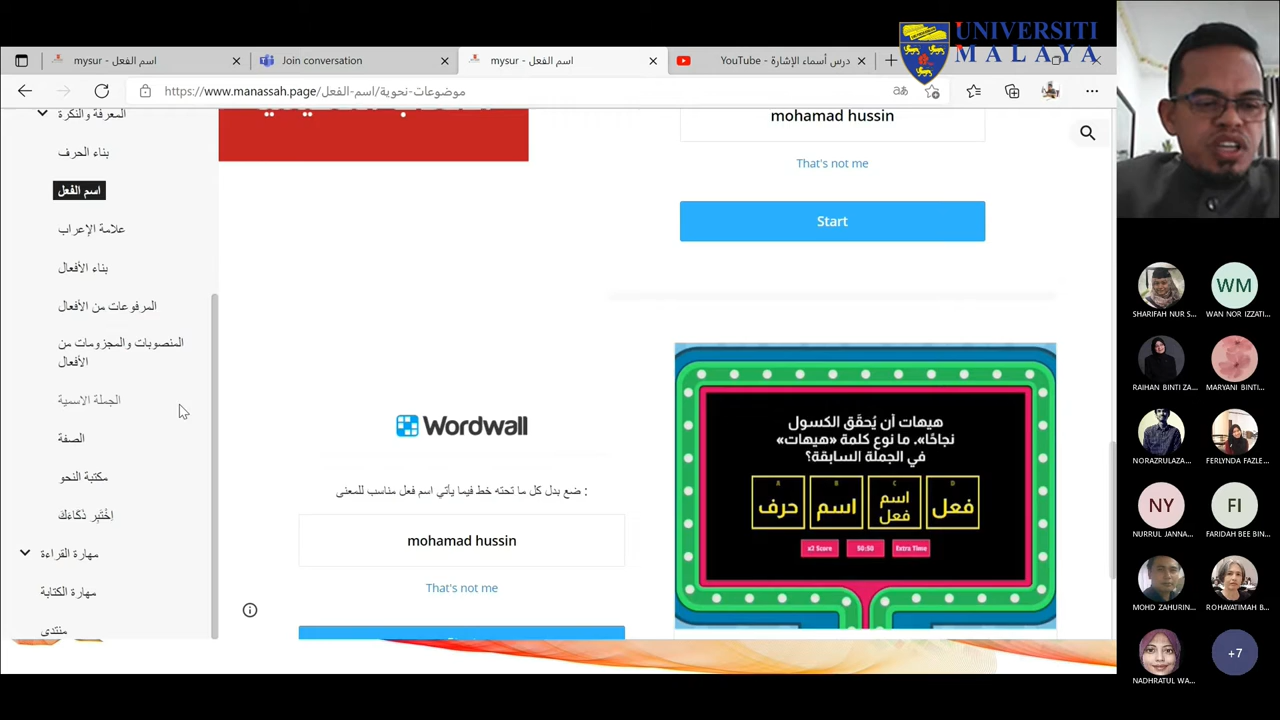 UNIVERSITI
MALAYA
mysur - اسم الفعل
Join conversation
mysur - اسم الفعل
YouTube - درس أسماء الإشارة
https://www.manassah.page/موضوعات-نحوية/اسم-الفعل
المعرفة والنكرة
بناء الحرف
اسم الفعل
علامة الإعراب
بناء الأفعال
المرفوعات من الأفعال
المنصوبات والمجزومات من
الأفعال
الجملة الاسمية
الصفة
مكتبة النحو
اِخْتَبِر ذَكاءَكَ
مهارة القراءة
مهارة الكتابة
منتدى
mohamad hussin
That's not me
Start
Wordwall
ضع بدل كل ما تحته خط فيما يأتي اسم فعل مناسب للمعنى :
mohamad hussin
That's not me
هيهات أن يُحقَّق الكسول
نجاحًا». ما نوع كلمة «هيهات»
في الجملة السابقة؟
A
حرف
B
اسم
C
اسم
فعل
D
فعل
x2 Score
50:50
Extra Time
SHARIFAH NUR S...
WM
WAN NOR IZZATI...
RAIHAN BINTI ZA...
MARYANI BINTI...
NORAZRULAZA...
FERLYNDA FAZLE...
NY
NURRUL JANNA...
FI
FARIDAH BEE BIN...
MOHD ZAHURIN...
ROHAYATIMAH B...
NADHRATUL WA...
+7